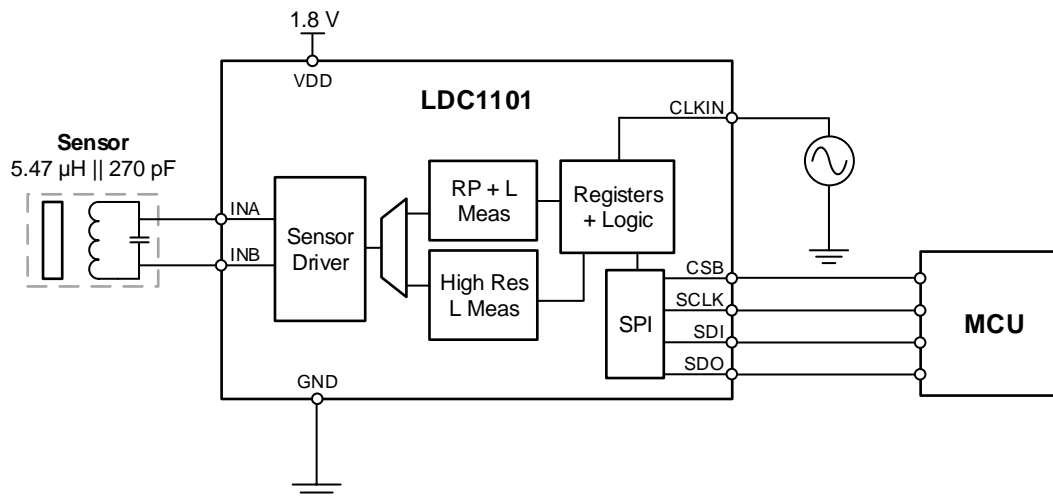 1.8 V
VDD
LDC1101
CLKIN
Sensor
5.47 µH || 270 pF
INA
INB
Sensor
Driver
RP + L
Meas
High Res
L Meas
Registers
+ Logic
SPI
CSB
SCLK
SDI
SDO
MCU
GND